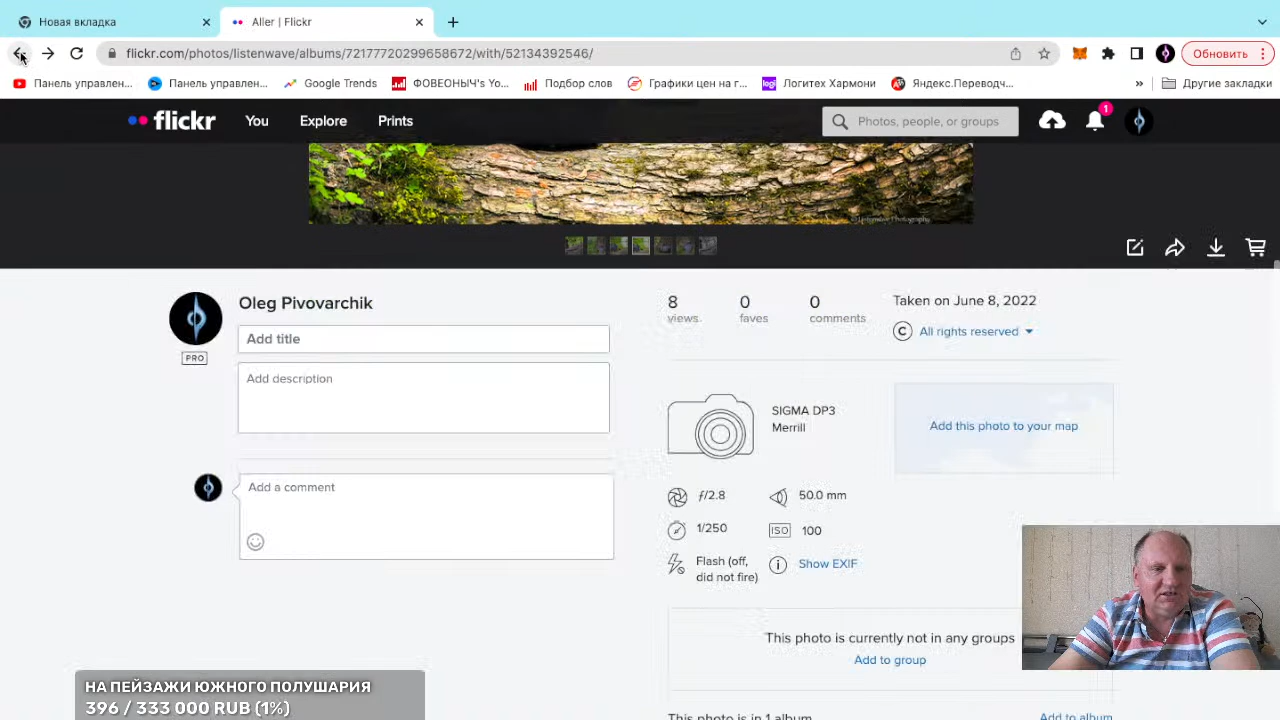 Новая вкладка
Aller | Flickr
flickr.com/photos/listenwave/albums/72177720299658672/with/52134392546/
Обновить
Панель управлен...
Панель управлен...
Google Trends
ФОВЕОНЫЧ's Yo...
Подбор слов
Графики цен на г...
logi
Логитех Хармони
Яндекс.Переводч...
»
Другие закладки
flickr
You
Explore
Prints
Photos, people, or groups
1
© Listenwave Photography
Oleg Pivovarchik
PRO
Add title
Add description
Add a comment
8
views
0
faves
0
comments
Taken on June 8, 2022
All rights reserved
SIGMA DP3
Merrill
Add this photo to your map
ƒ/2.8
50.0 mm
1/250
ISO
100
Flash (off,
did not fire)
Show EXIF
This photo is currently not in any groups
Add to group
This photo is in 1 album
Add to album
НА ПЕЙЗАЖИ ЮЖНОГО ПОЛУШАРИЯ
396 / 333 000 RUB (1%)